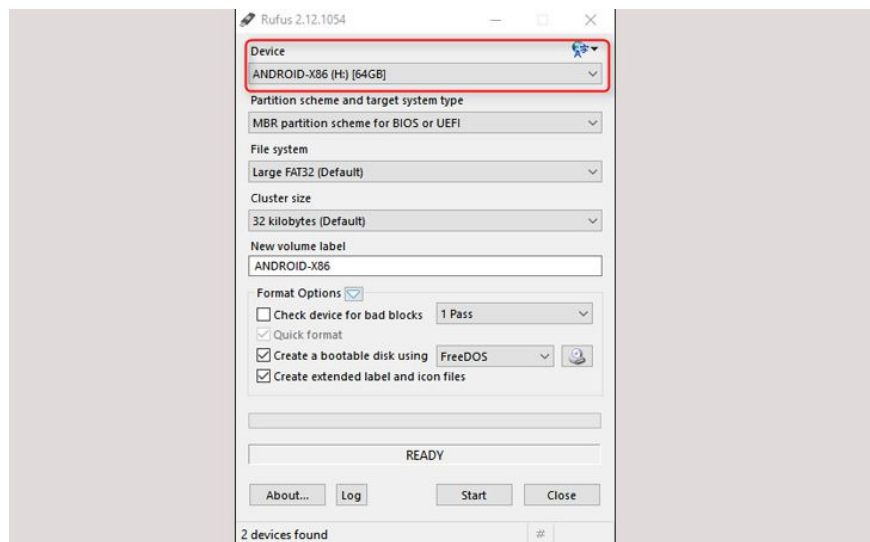 Rufus 2.12.1054
Device
ANDROID-X86 (H:) [64GB]
Partition scheme and target system type
MBR partition scheme for BIOS or UEFI
File system
Large FAT32 (Default)
Cluster size
32 kilobytes (Default)
New volume label
ANDROID-X86
Format Options
Check device for bad blocks 1 Pass
Quick format
Create a bootable disk using FreeDOS
Create extended label and icon files
READY
About... Log Start Close
2 devices found #